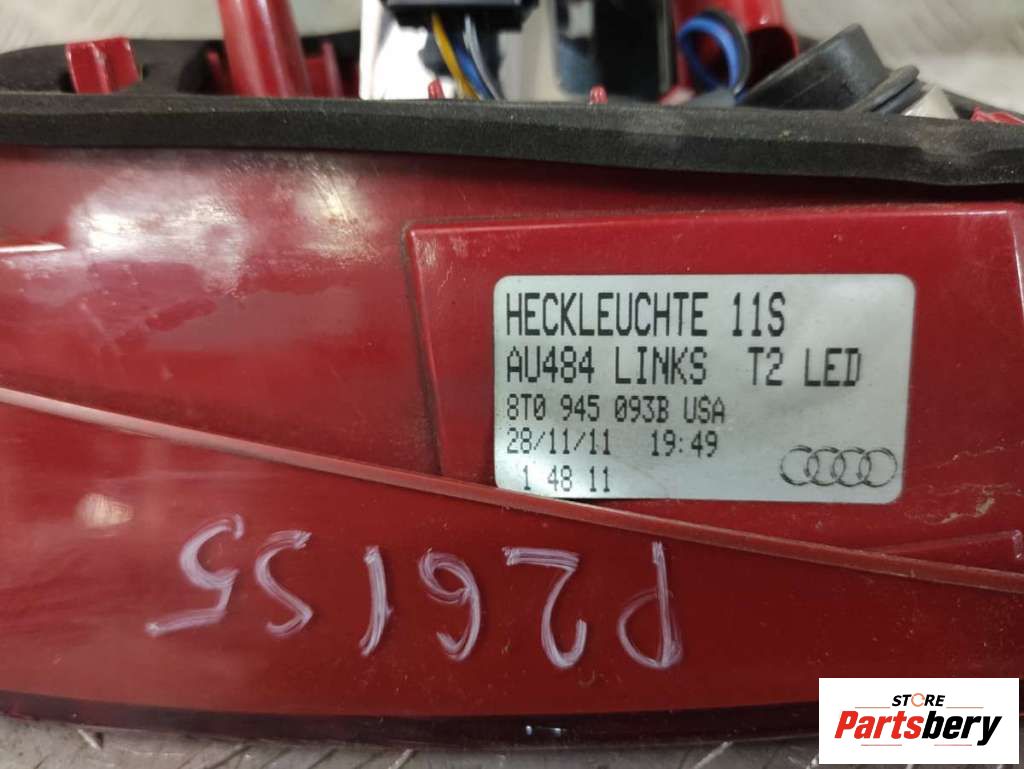 HECKLEUCHTE 11S
AU484 LINKS T2 LED
8T0 945 093B USA
28/11/11 19:49
1 48 11
P26155
STORE
Partsbery